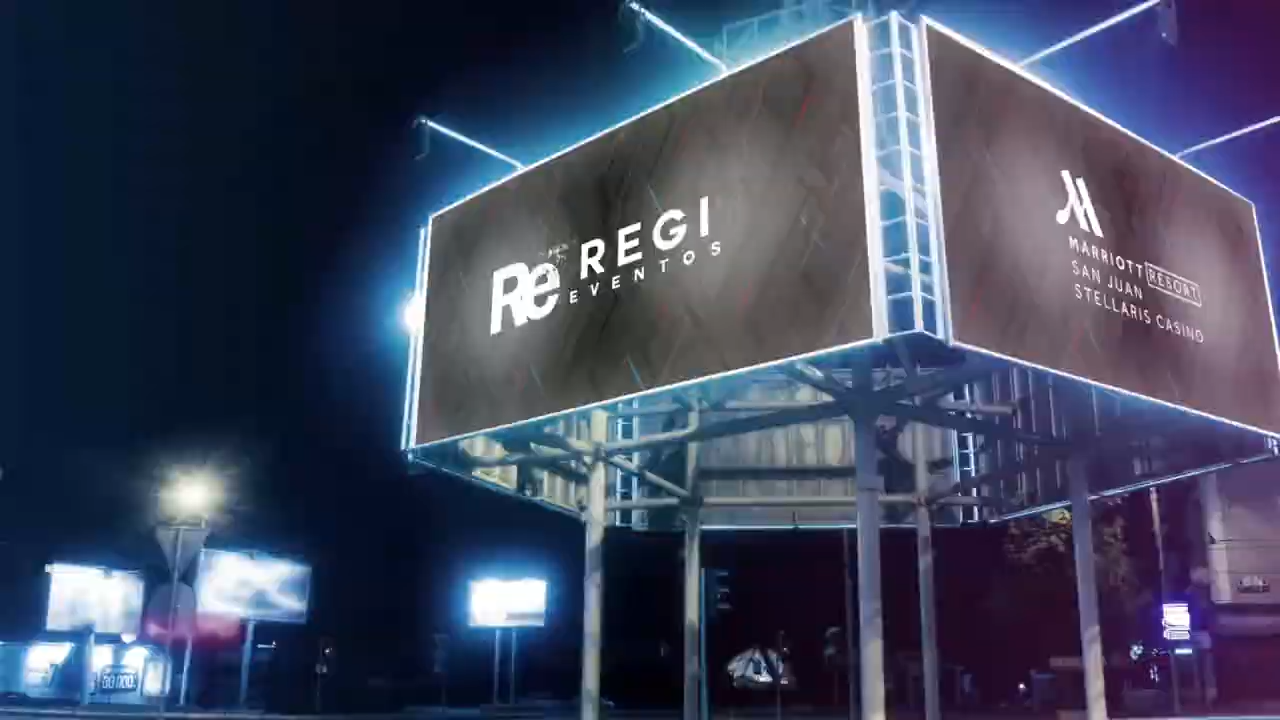 Re REGI
EVENTOS
MARRIOTT RESORT
SAN JUAN
STELLARIS CASINO